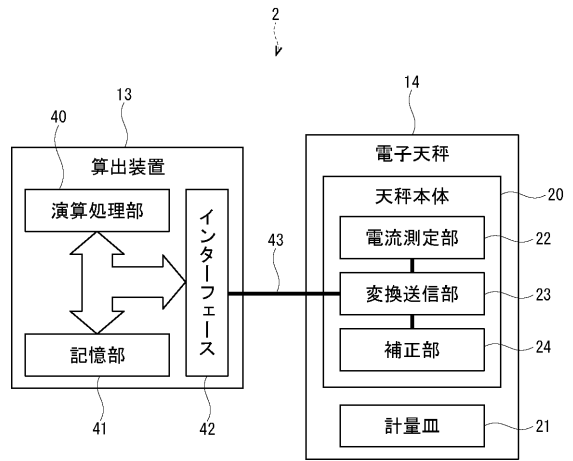 2
13
14
40
算出装置
演算処理部
インターフェース
記憶部
41
42
43
電子天秤
天秤本体
20
電流測定部
22
変換送信部
23
補正部
24
計量皿
21